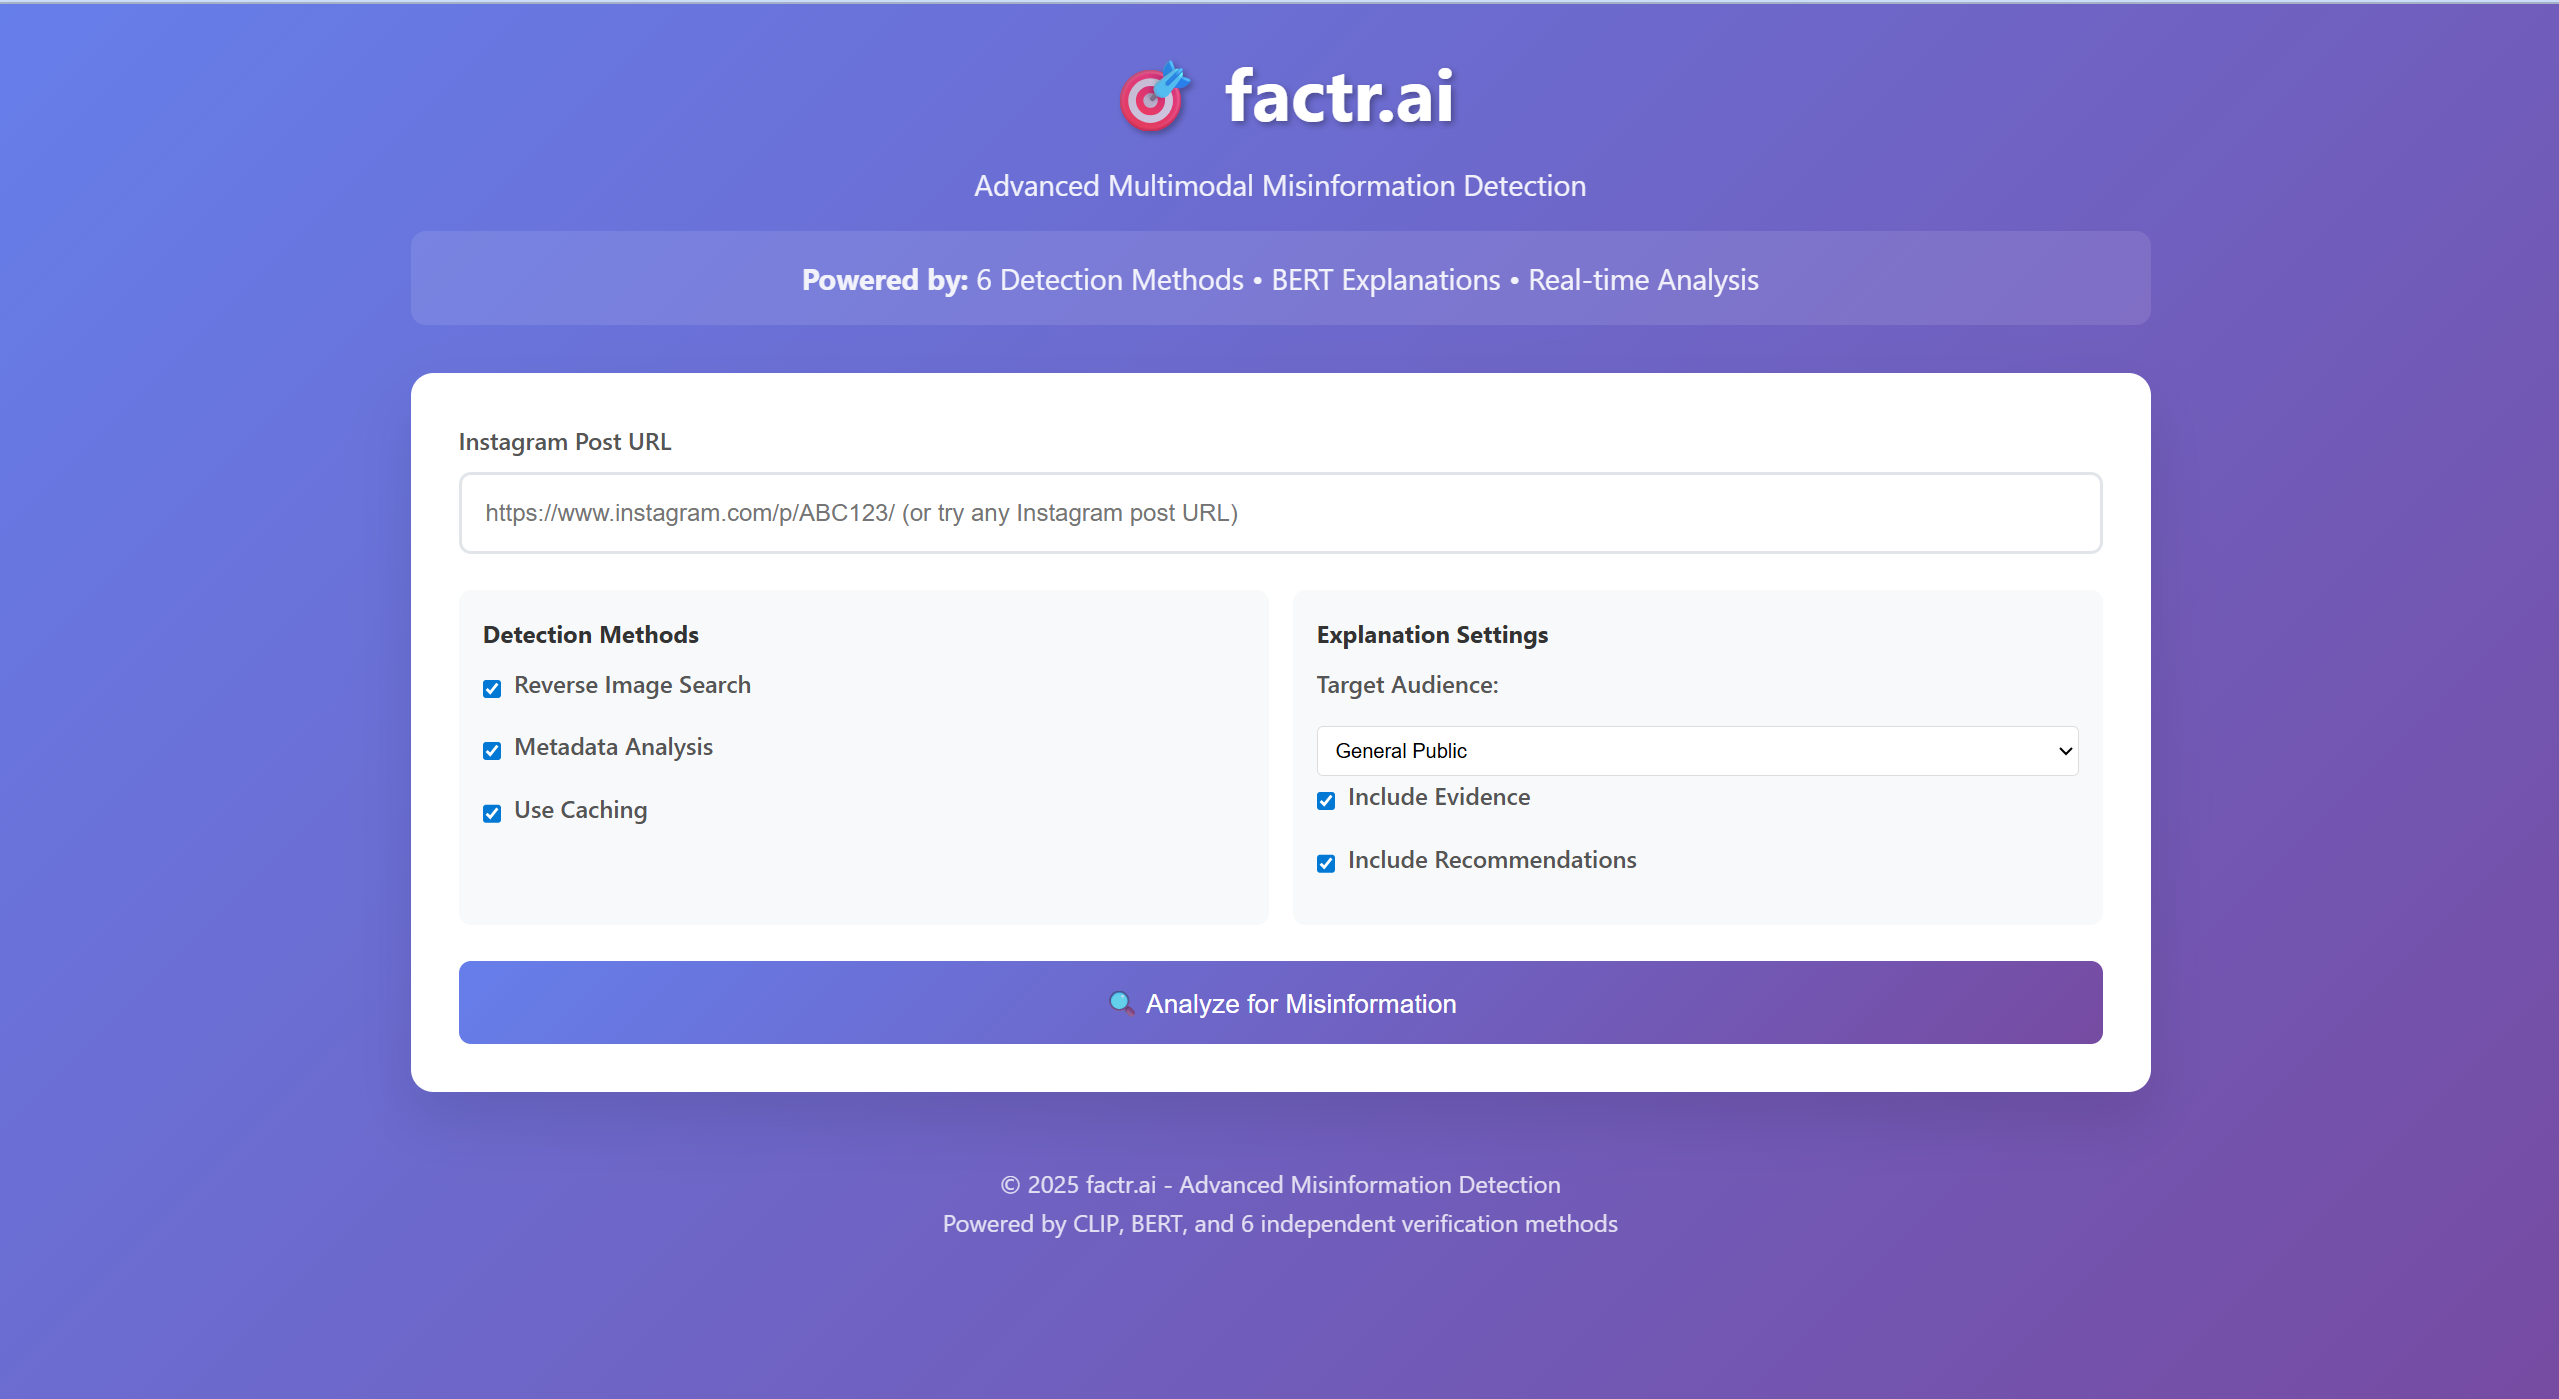 factr.ai
Advanced Multimodal Misinformation Detection
Powered by: 6 Detection Methods • BERT Explanations • Real-time Analysis
Instagram Post URL
https://www.instagram.com/p/ABC123/ (or try any Instagram post URL)
Detection Methods
Reverse Image Search
Metadata Analysis
Use Caching
Explanation Settings
Target Audience:
General Public
Include Evidence
Include Recommendations
Analyze for Misinformation
© 2025 factr.ai - Advanced Misinformation Detection
Powered by CLIP, BERT, and 6 independent verification methods